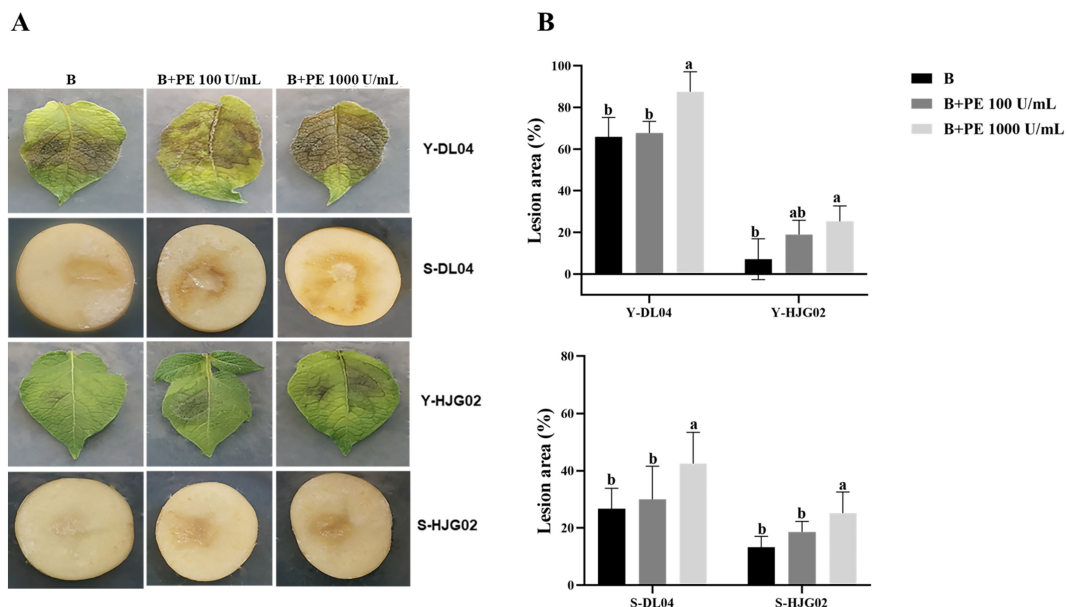 A
B
B+PE 100 U/mL
B+PE 1000 U/mL
Y-DL04
S-DL04
Y-HJG02
S-HJG02
B
Lesion area (%)
100
80
60
40
20
0
b
b
a
b
ab
a
Y-DL04
Y-HJG02
B
B+PE 100 U/mL
B+PE 1000 U/mL
Lesion area (%)
80
60
40
20
0
b
b
a
b
b
a
S-DL04
S-HJG02